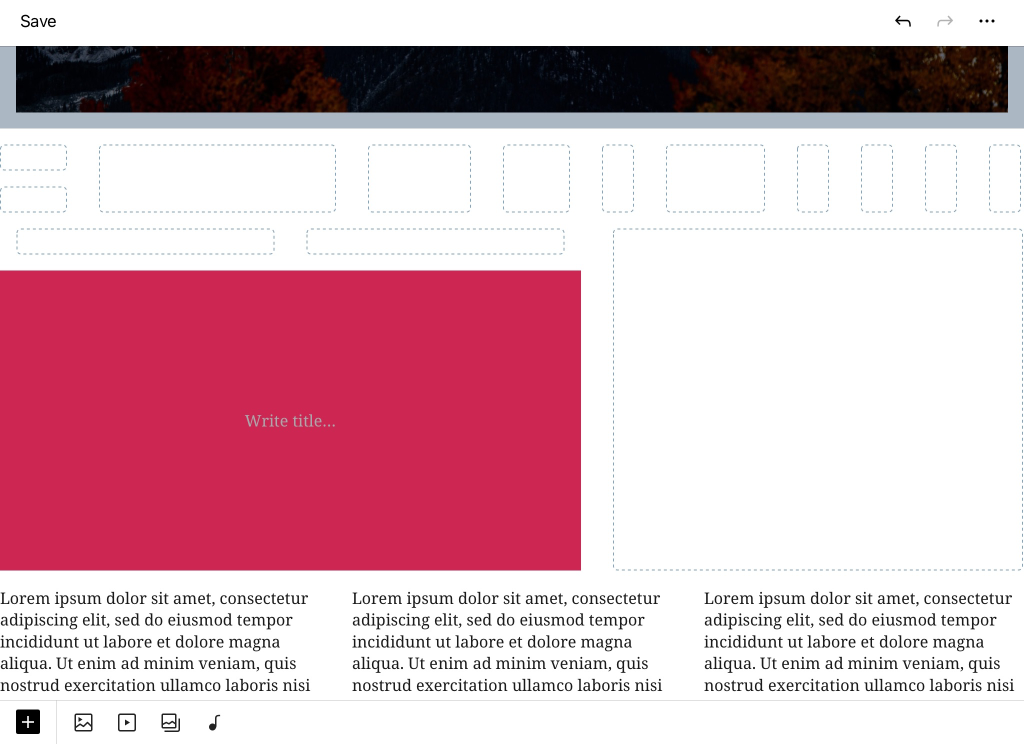 Save
Write title…
Lorem ipsum dolor sit amet, consectetur
adipiscing elit, sed do eiusmod tempor
incididunt ut labore et dolore magna
aliqua. Ut enim ad minim veniam, quis
nostrud exercitation ullamco laboris nisi
Lorem ipsum dolor sit amet, consectetur
adipiscing elit, sed do eiusmod tempor
incididunt ut labore et dolore magna
aliqua. Ut enim ad minim veniam, quis
nostrud exercitation ullamco laboris nisi
Lorem ipsum dolor sit amet, consectetur
adipiscing elit, sed do eiusmod tempor
incididunt ut labore et dolore magna
aliqua. Ut enim ad minim veniam, quis
nostrud exercitation ullamco laboris nisi